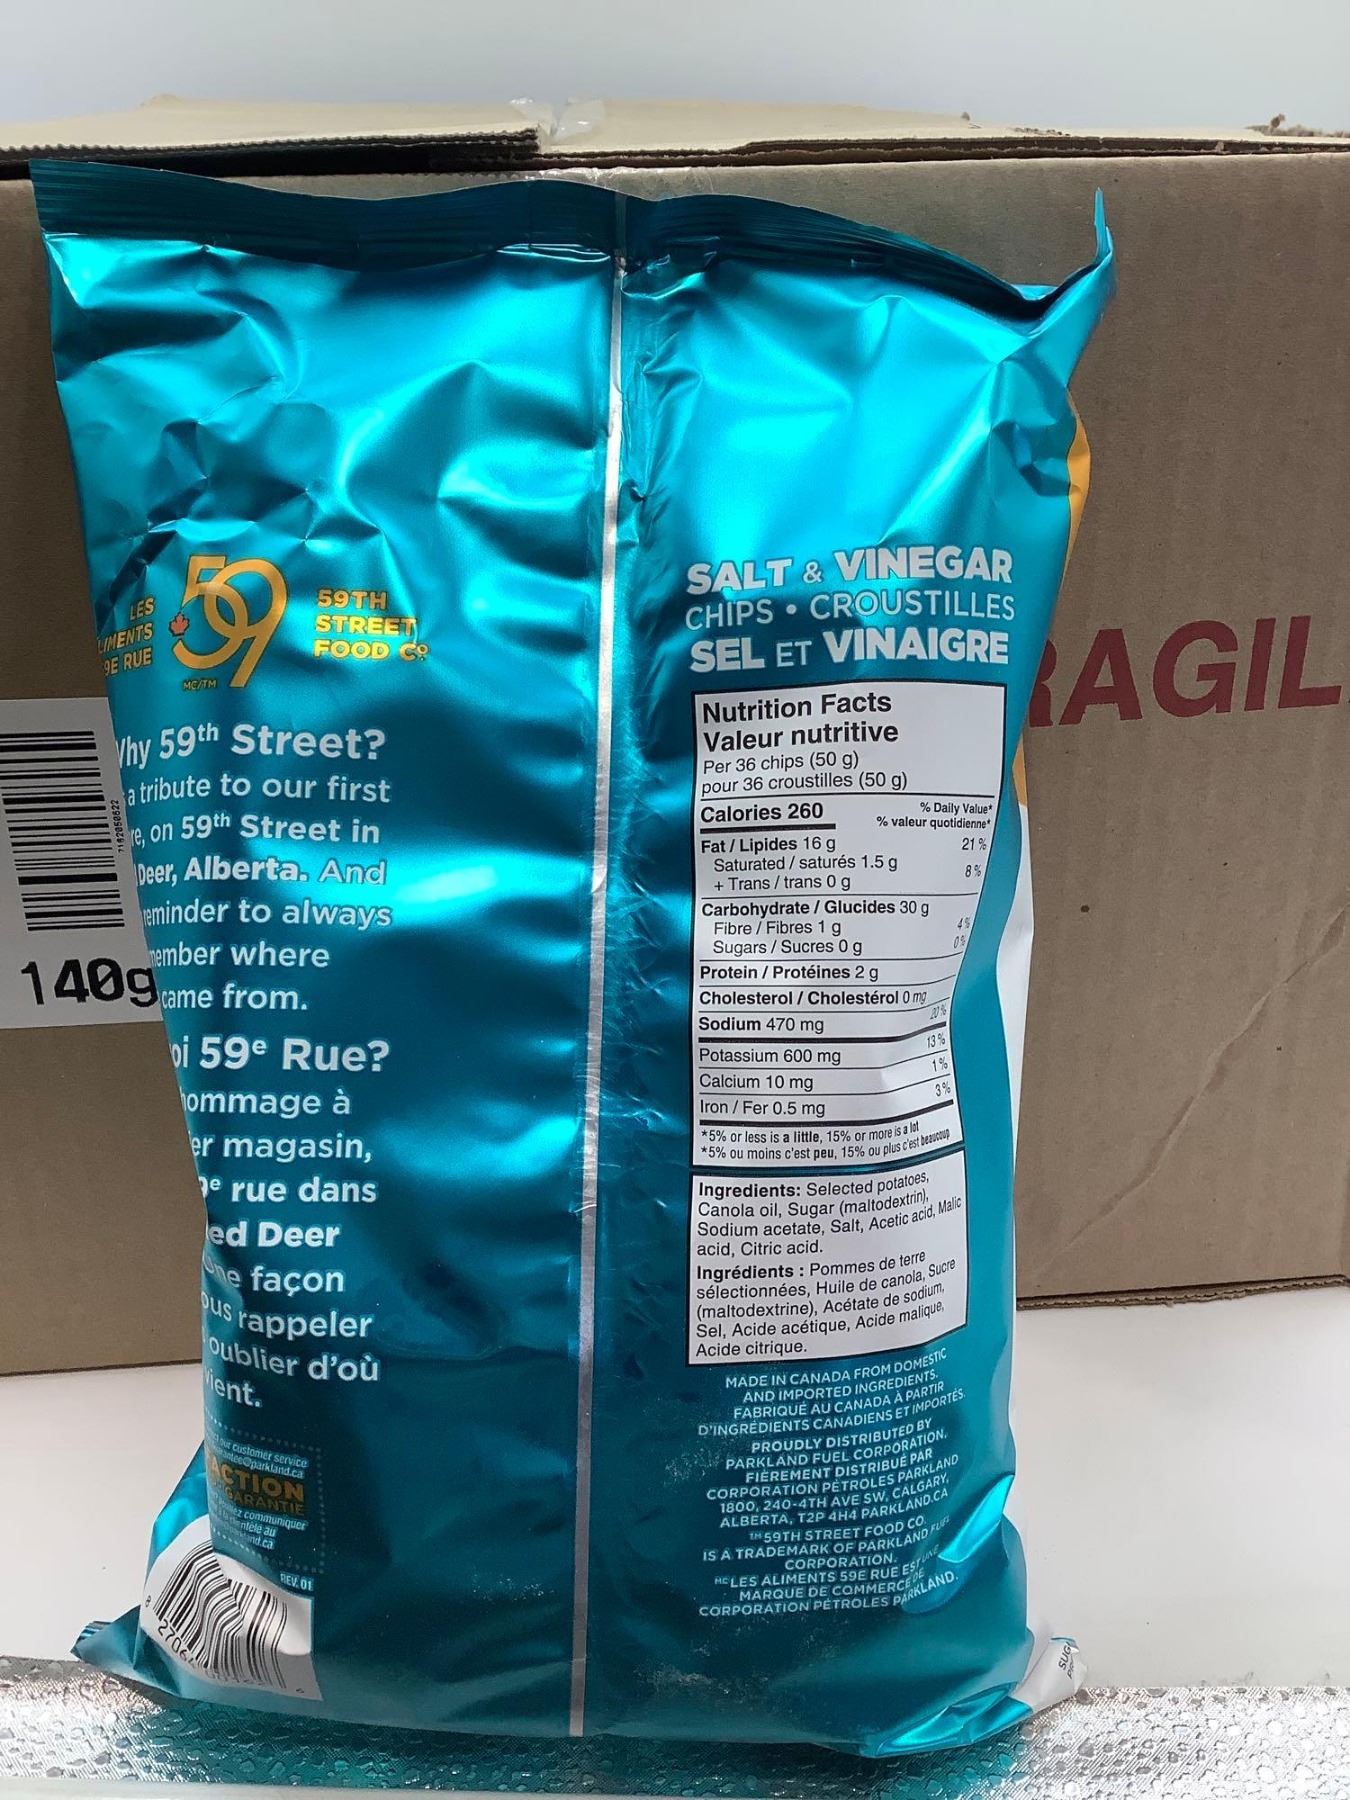 LES
59E RUE
59
MC/TM
59TH
STREET
FOOD CO
Why 59th Street?
a tribute to our first
on 59th Street in
Deer, Alberta. And
reminder to always
where
came from.
59e Rue?
hommage à
magasin,
rue dans
Red Deer
Une façon
rappeler
oublier d'où
vient.
our customer service
@parkland.ca
ACTION
GARANTIE
communiquer
clientèle au
REV. 01
SALT & VINEGAR
CHIPS • CROUSTILLES
SEL ET VINAIGRE
Nutrition Facts
Valeur nutritive
Per 36 chips (50 g)
pour 36 croustilles (50 g)
Calories 260
% Daily Value*
% valeur quotidienne*
Fat / Lipides 16 g 21 %
Saturated / saturés 1.5 g 8 %
+ Trans / trans 0 g
Carbohydrate / Glucides 30 g
Fibre / Fibres 1 g 4 %
Sugars / Sucres 0 g 0 %
Protein / Protéines 2 g
Cholesterol / Cholestérol 0 mg
Sodium 470 mg 20 %
Potassium 600 mg 13 %
Calcium 10 mg 1 %
Iron / Fer 0.5 mg 3 %
*5% or less is a little, 15% or more is a lot
*5% ou moins c'est peu, 15% ou plus c'est beaucoup
Ingredients: Selected potatoes,
Canola oil, Sugar (maltodextrin),
Sodium acetate, Salt, Acetic acid, Malic
acid, Citric acid.
Ingrédients : Pommes de terre
sélectionnées, Huile de canola, Sucre
(maltodextrine), Acétate de sodium,
Sel, Acide acétique, Acide malique,
Acide citrique.
MADE IN CANADA FROM DOMESTIC
AND IMPORTED INGREDIENTS.
FABRIQUÉ AU CANADA À PARTIR
D'INGRÉDIENTS CANADIENS ET IMPORTÉS.
PROUDLY DISTRIBUTED BY
PARKLAND FUEL CORPORATION.
FIÈREMENT DISTRIBUÉ PAR
CORPORATION PÉTROLES PARKLAND
1800, 240-4TH AVE SW, CALGARY,
ALBERTA, T2P 4H4 PARKLAND.CA
TM 59TH STREET FOOD CO.
IS A TRADEMARK OF PARKLAND FUEL
CORPORATION.
MC LES ALIMENTS 59E RUE EST UNE
MARQUE DE COMMERCE DE
CORPORATION PÉTROLES PARKLAND.
140g
RAGIL